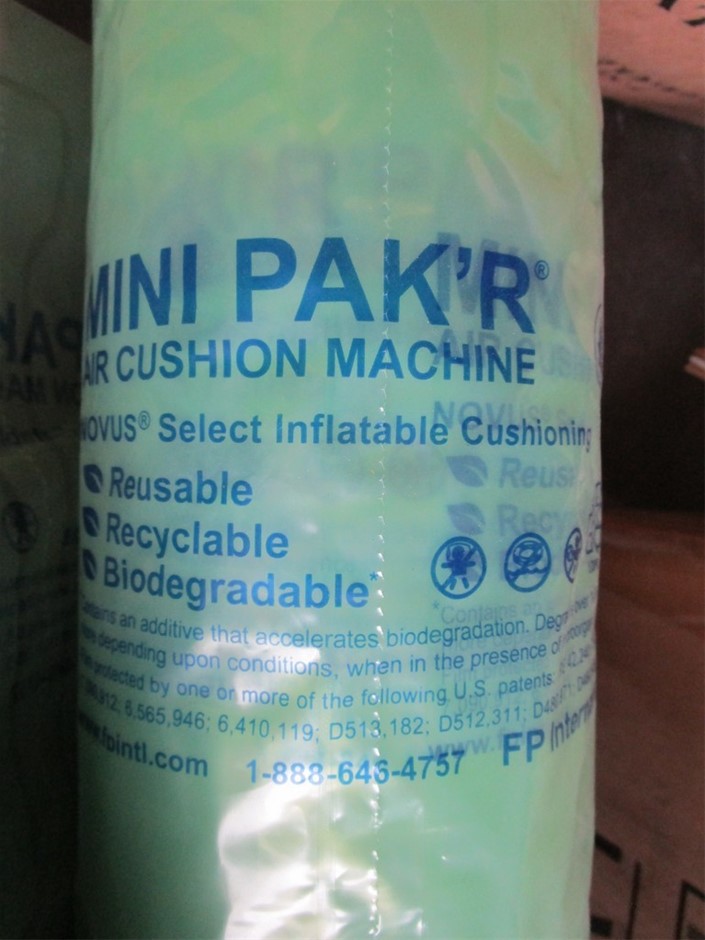 MINI PAK'R®
AIR CUSHION MACHINE
NOVUS® Select Inflatable Cushioning
Reusable
Recyclable
Biodegradable*
an additive that accelerates biodegradation.
depending upon conditions, when in the presence of
protected by one or more of the following U.S. patents
6,565,946; 6,410,119; D513,182; D512.311;
www.fpintl.com 1-888-646-4757 FP